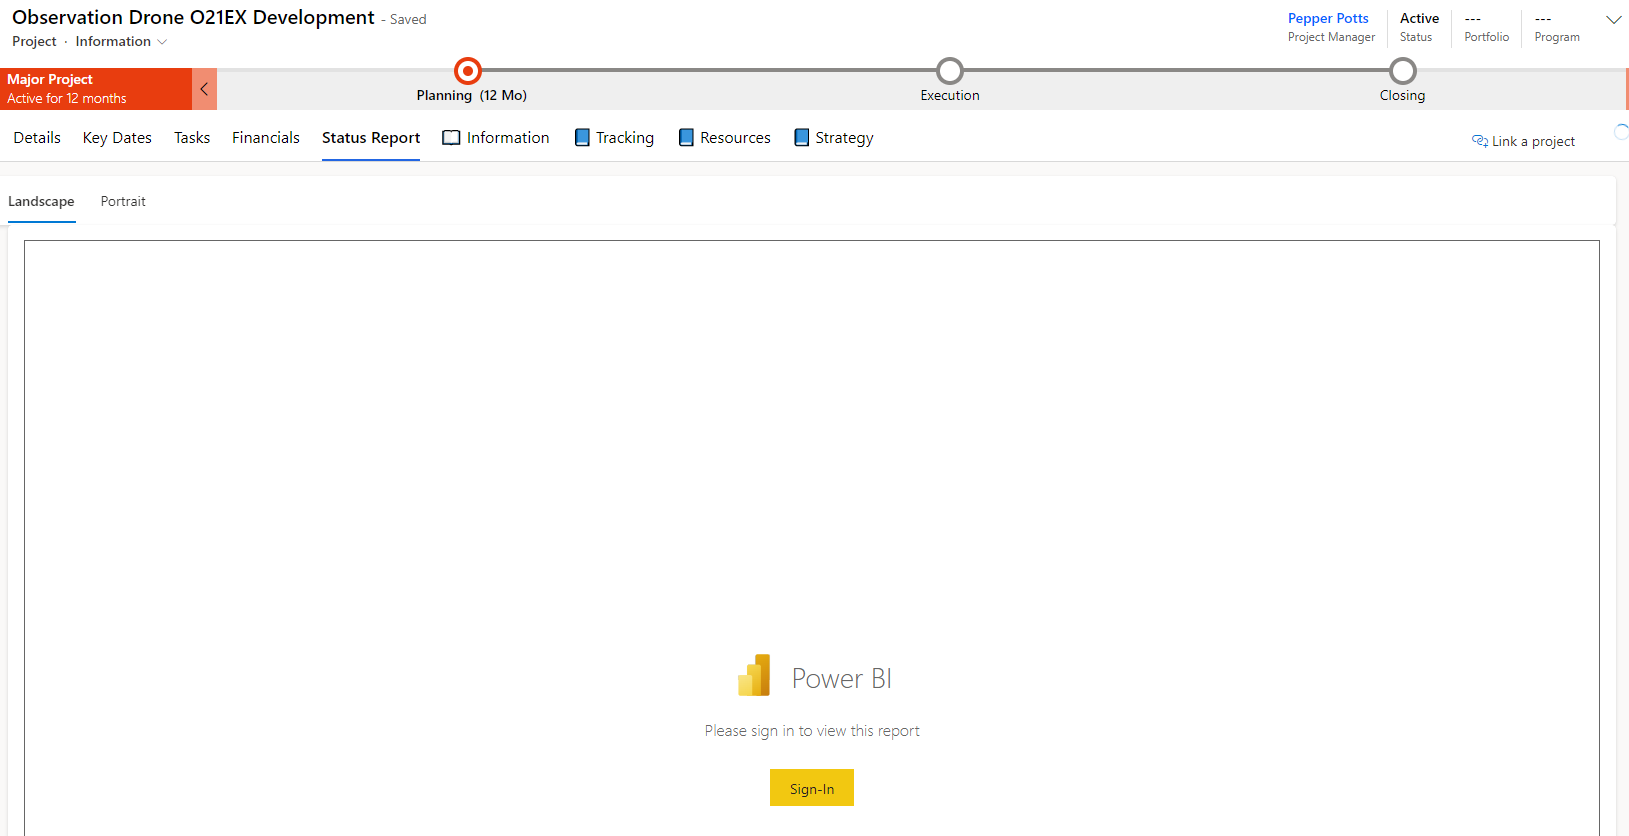 Observation Drone O21EX Development - Saved
Project · Information
Pepper Potts
Project Manager
Active
Status
---
Portfolio
---
Program
Major Project
Active for 12 months
Planning (12 Mo)
Execution
Closing
Details Key Dates Tasks Financials Status Report Information Tracking Resources Strategy
Link a project
Landscape Portrait
Power BI
Please sign in to view this report
Sign-In